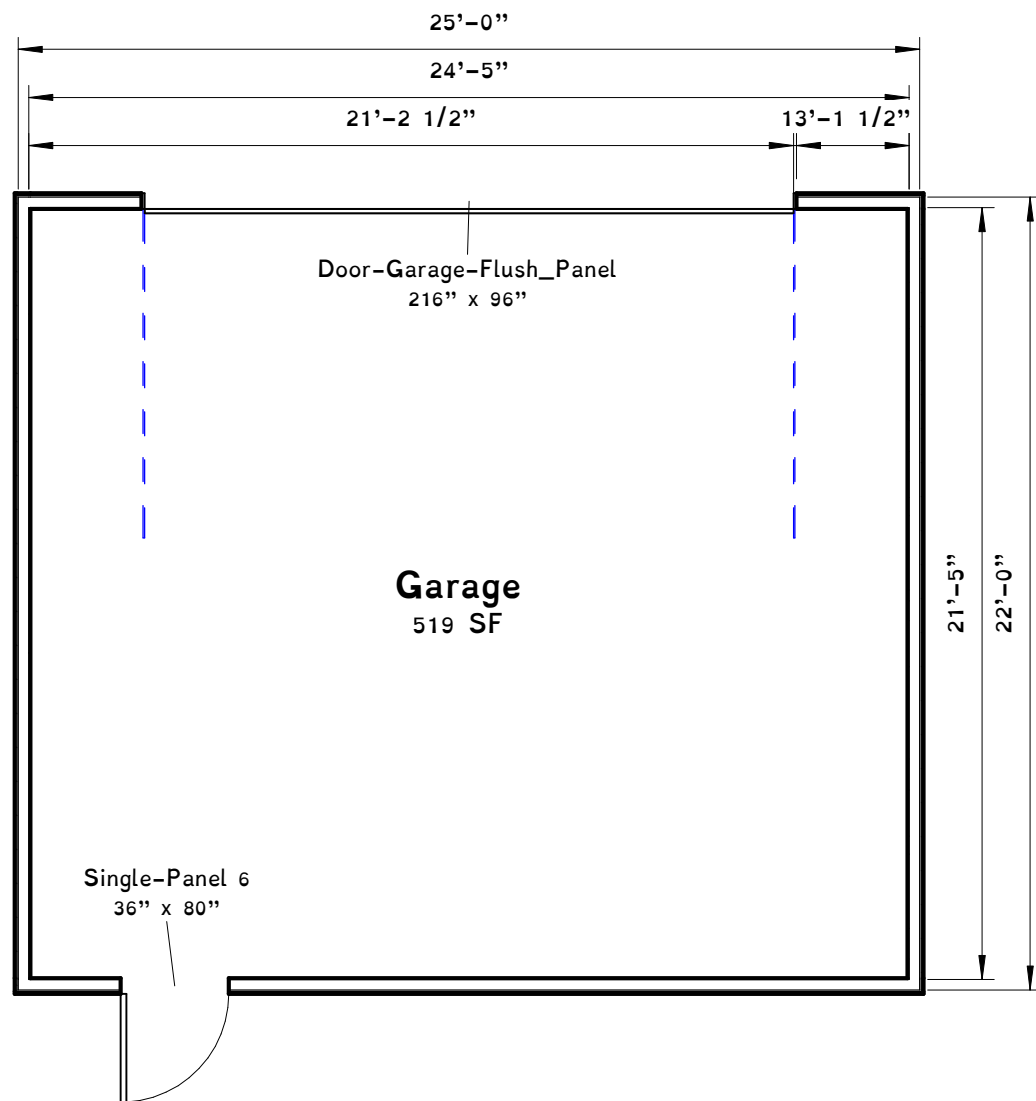 25’-0”
24’-5”
21’-2 1/2”
13’-1 1/2”
Door-Garage-Flush_Panel
216” x 96”
Garage
519 SF
21’-5”
22’-0”
Single-Panel 6
36” x 80”